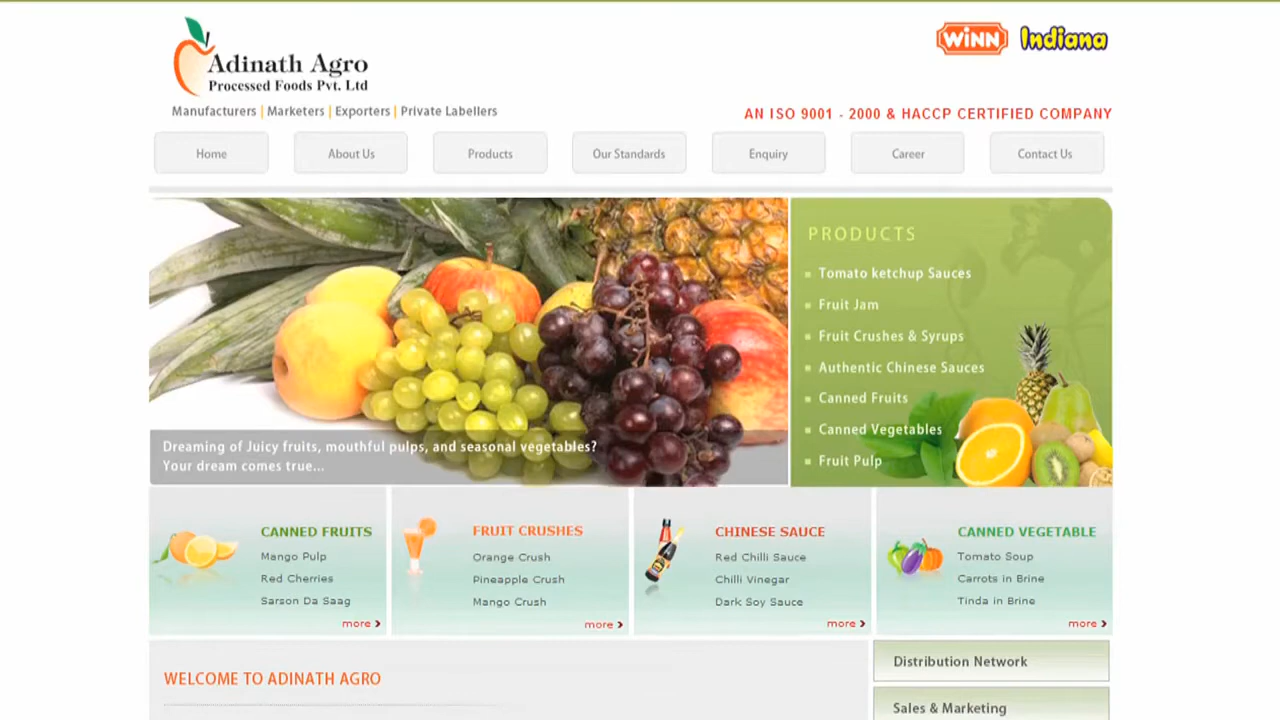 Adinath Agro
Processed Foods Pvt. Ltd
WINN Indiana
Manufacturers | Marketers | Exporters | Private Labellers
AN ISO 9001 - 2000 & HACCP CERTIFIED COMPANY
Home About Us Products Our Standards Enquiry Career Contact Us
Dreaming of Juicy fruits, mouthful pulps, and seasonal vegetables?
Your dream comes true...
PRODUCTS
Tomato ketchup Sauces
Fruit Jam
Fruit Crushes & Syrups
Authentic Chinese Sauces
Canned Fruits
Canned Vegetables
Fruit Pulp
CANNED FRUITS
Mango Pulp
Red Cherries
Sarson Da Saag
more
FRUIT CRUSHES
Orange Crush
Pineapple Crush
Mango Crush
more
CHINESE SAUCE
Red Chilli Sauce
Chilli Vinegar
Dark Soy Sauce
more
CANNED VEGETABLE
Tomato Soup
Carrots in Brine
Tinda in Brine
more
WELCOME TO ADINATH AGRO
Distribution Network
Sales & Marketing